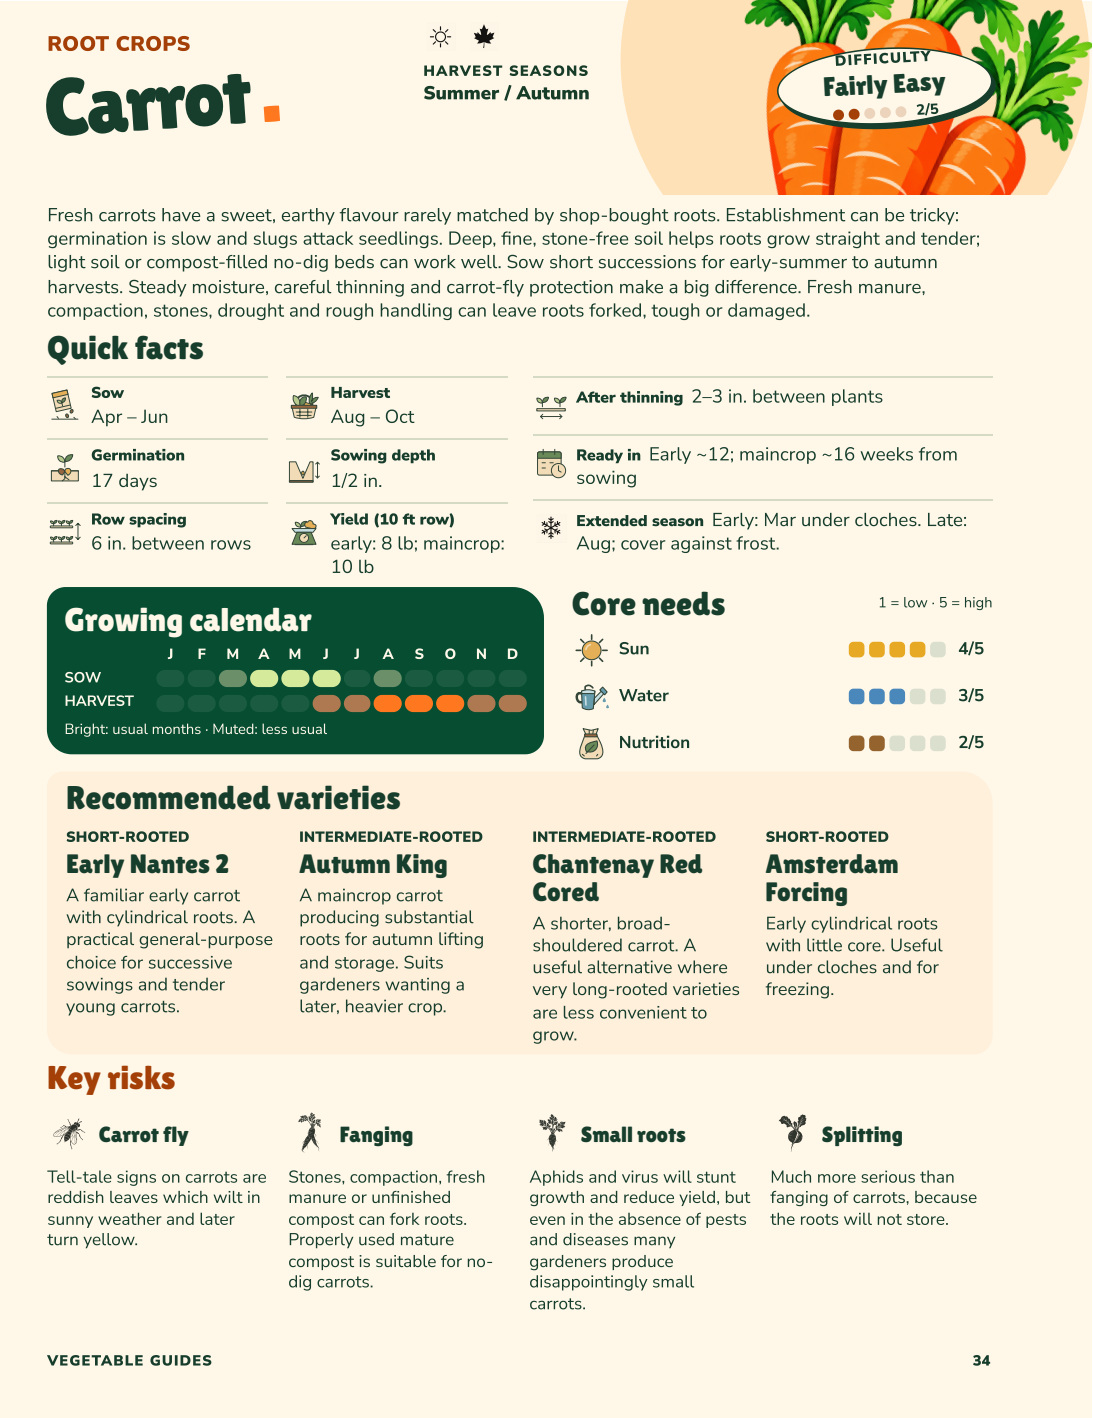 ROOT CROPS
Carrot.
HARVEST SEASONS
Summer / Autumn
DIFFICULTY
Fairly Easy
2/5
Fresh carrots have a sweet, earthy flavour rarely matched by shop-bought roots. Establishment can be tricky:
germination is slow and slugs attack seedlings. Deep, fine, stone-free soil helps roots grow straight and tender;
light soil or compost-filled no-dig beds can work well. Sow short successions for early-summer to autumn
harvests. Steady moisture, careful thinning and carrot-fly protection make a big difference. Fresh manure,
compaction, stones, drought and rough handling can leave roots forked, tough or damaged.
Quick facts
Sow
Apr – Jun
Harvest
Aug – Oct
After thinning 2–3 in. between plants
Germination
17 days
Sowing depth
1/2 in.
Ready in Early ~12; maincrop ~16 weeks from
sowing
Row spacing
6 in. between rows
Yield (10 ft row)
early: 8 lb; maincrop:
10 lb
Extended season Early: Mar under cloches. Late:
Aug; cover against frost.
Growing calendar
J F M A M J J A S O N D
SOW
HARVEST
Bright: usual months · Muted: less usual
Core needs
1 = low · 5 = high
Sun 4/5
Water 3/5
Nutrition 2/5
Recommended varieties
SHORT-ROOTED
Early Nantes 2
A familiar early carrot
with cylindrical roots. A
practical general-purpose
choice for successive
sowings and tender
young carrots.
INTERMEDIATE-ROOTED
Autumn King
A maincrop carrot
producing substantial
roots for autumn lifting
and storage. Suits
gardeners wanting a
later, heavier crop.
INTERMEDIATE-ROOTED
Chantenay Red
Cored
A shorter, broad-
shouldered carrot. A
useful alternative where
very long-rooted varieties
are less convenient to
grow.
SHORT-ROOTED
Amsterdam
Forcing
Early cylindrical roots
with little core. Useful
under cloches and for
freezing.
Key risks
Carrot fly
Tell-tale signs on carrots are
reddish leaves which wilt in
sunny weather and later
turn yellow.
Fanging
Stones, compaction, fresh
manure or unfinished
compost can fork roots.
Properly used mature
compost is suitable for no-
dig carrots.
Small roots
Aphids and virus will stunt
growth and reduce yield, but
even in the absence of pests
and diseases many
gardeners produce
disappointingly small
carrots.
Splitting
Much more serious than
fanging of carrots, because
the roots will not store.
VEGETABLE GUIDES
34